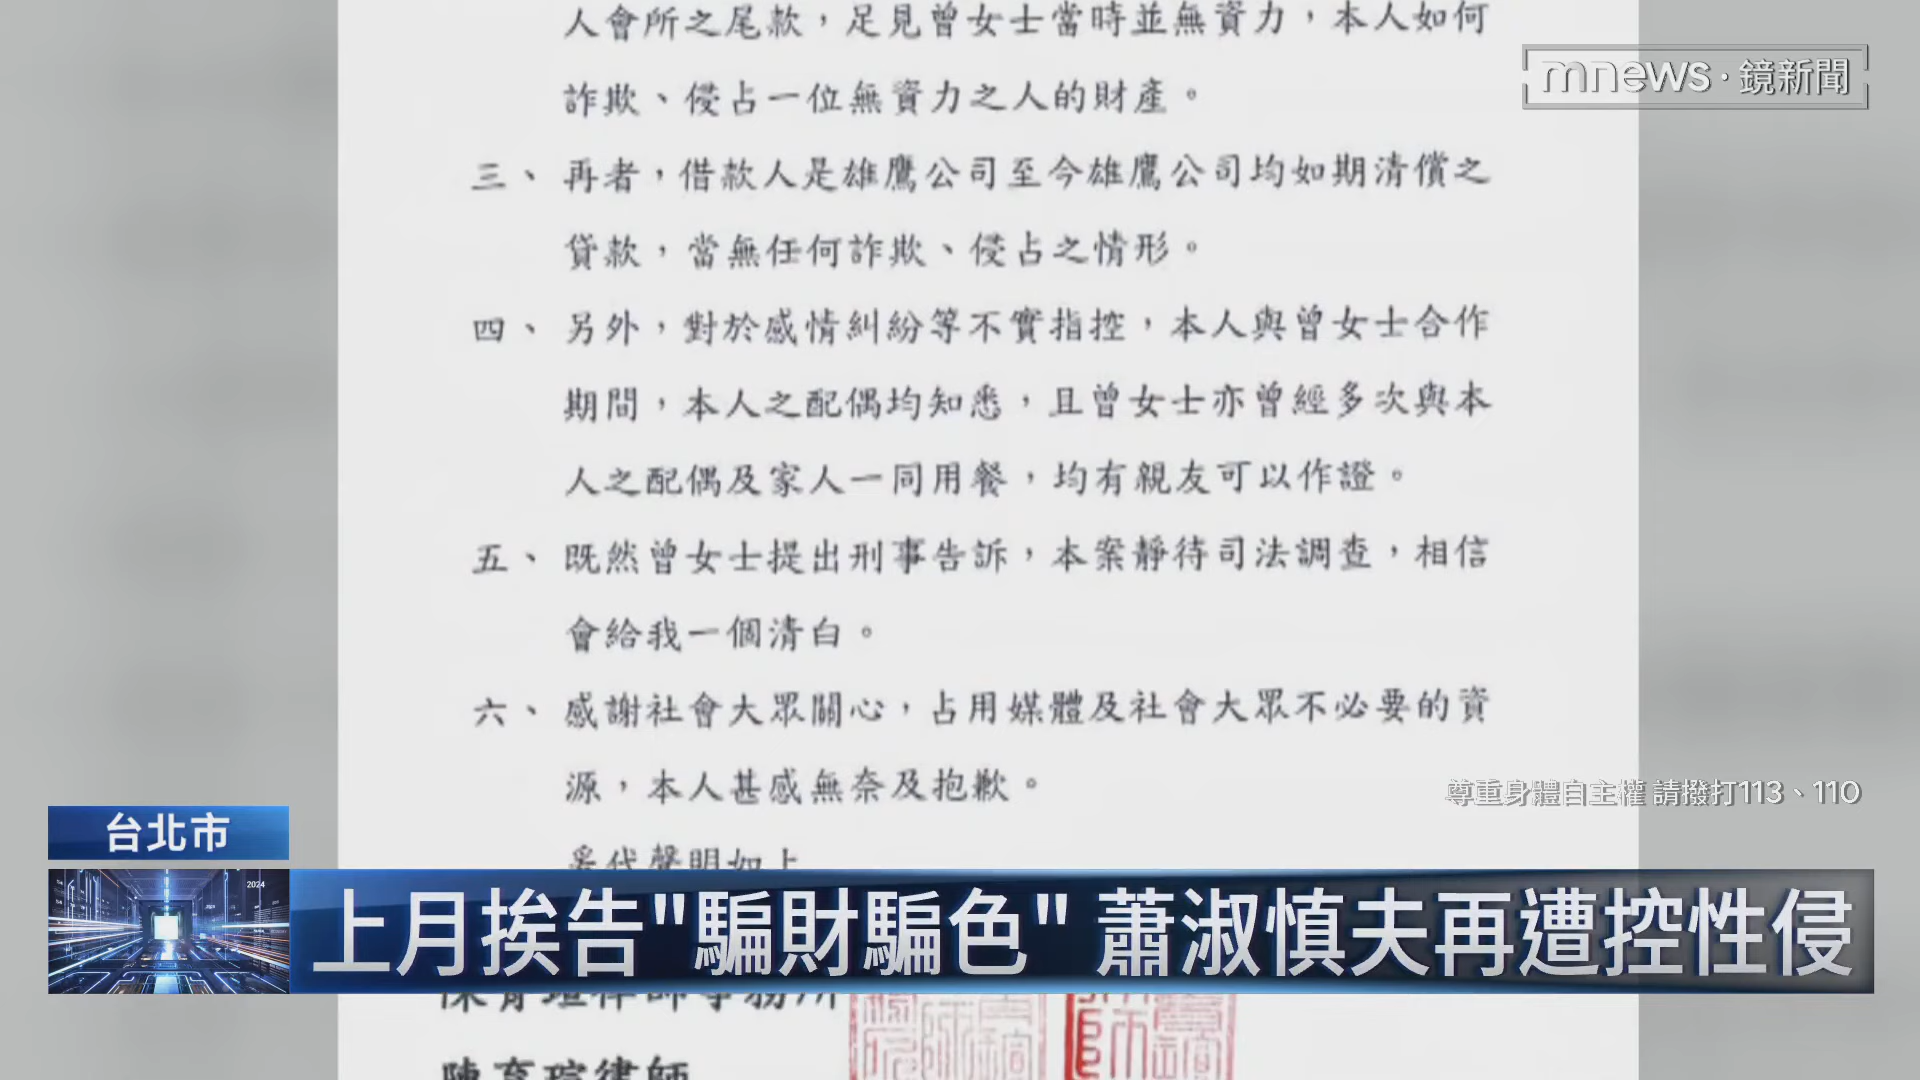 人會所之尾款，足見曾女士當時並無資力，本人如何
詐欺、侵占一位無資力之人的財產。
三、再者，借款人是雄鷹公司至今雄鷹公司均如期清償之
貸款，當無任何詐欺、侵占之情形。
四、另外，對於感情糾紛等不實指控，本人與曾女士合作
期間，本人之配偶均知悉，且曾女士亦曾經多次與本
人之配偶及家人一同用餐，均有親友可以作證。
五、既然曾女士提出刑事告訴，本案靜待司法調查，相信
會給我一個清白。
六、感謝社會大眾關心，占用媒體及社會大眾不必要的資
源，本人甚感無奈及抱歉。
mnews·鏡新聞
尊重身體自主權 請撥打113、110
台北市
2024
上月挨告"騙財騙色" 蕭淑慎夫再遭控性侵